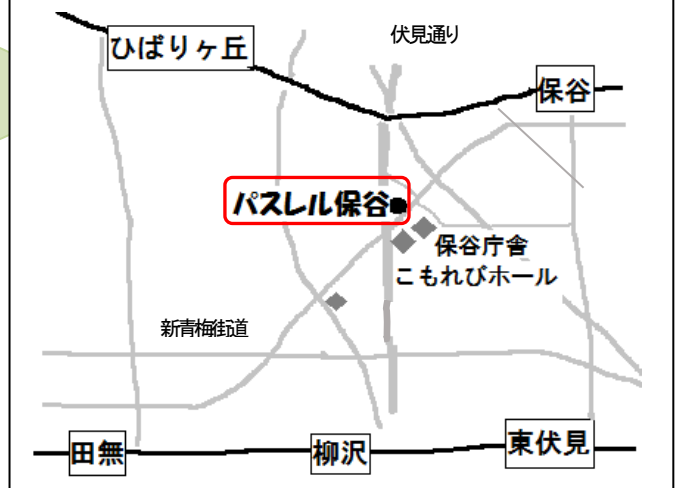 伏見通り
ひばりヶ丘
保谷
パスレル保谷
保谷庁舎
こもれびホール
新青梅街道
田無
柳沢
東伏見